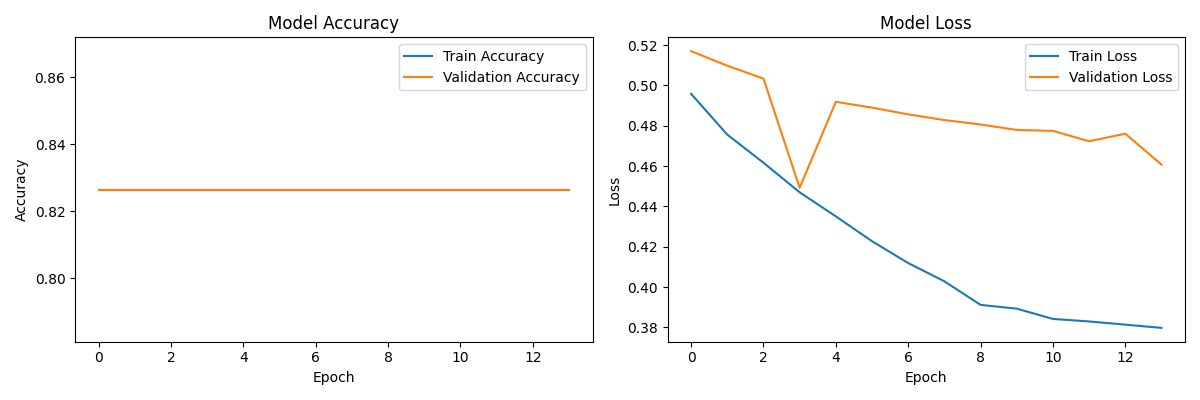 Model Accuracy
Train Accuracy
Validation Accuracy
0.86
0.84
0.82
0.80
Accuracy
0 2 4 6 8 10 12
Epoch
Model Loss
Train Loss
Validation Loss
0.52
0.50
0.48
0.46
0.44
0.42
0.40
0.38
Loss
0 2 4 6 8 10 12
Epoch